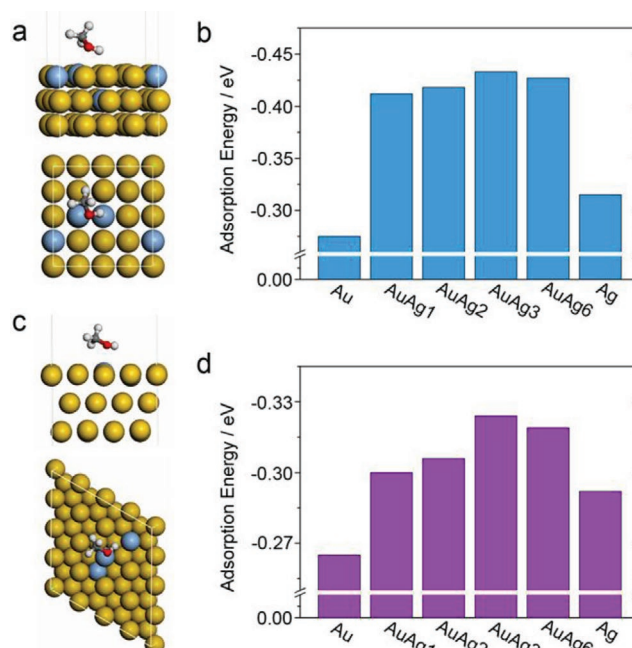 a
b
Adsorption Energy / eV
-0.45
-0.40
-0.35
-0.30
0.00
Au
AuAg1
AuAg2
AuAg3
AuAg6
Ag
c
d
Adsorption Energy / eV
-0.33
-0.30
-0.27
0.00
Au
AuAg1
AuAg2
AuAg3
AuAg6
Ag